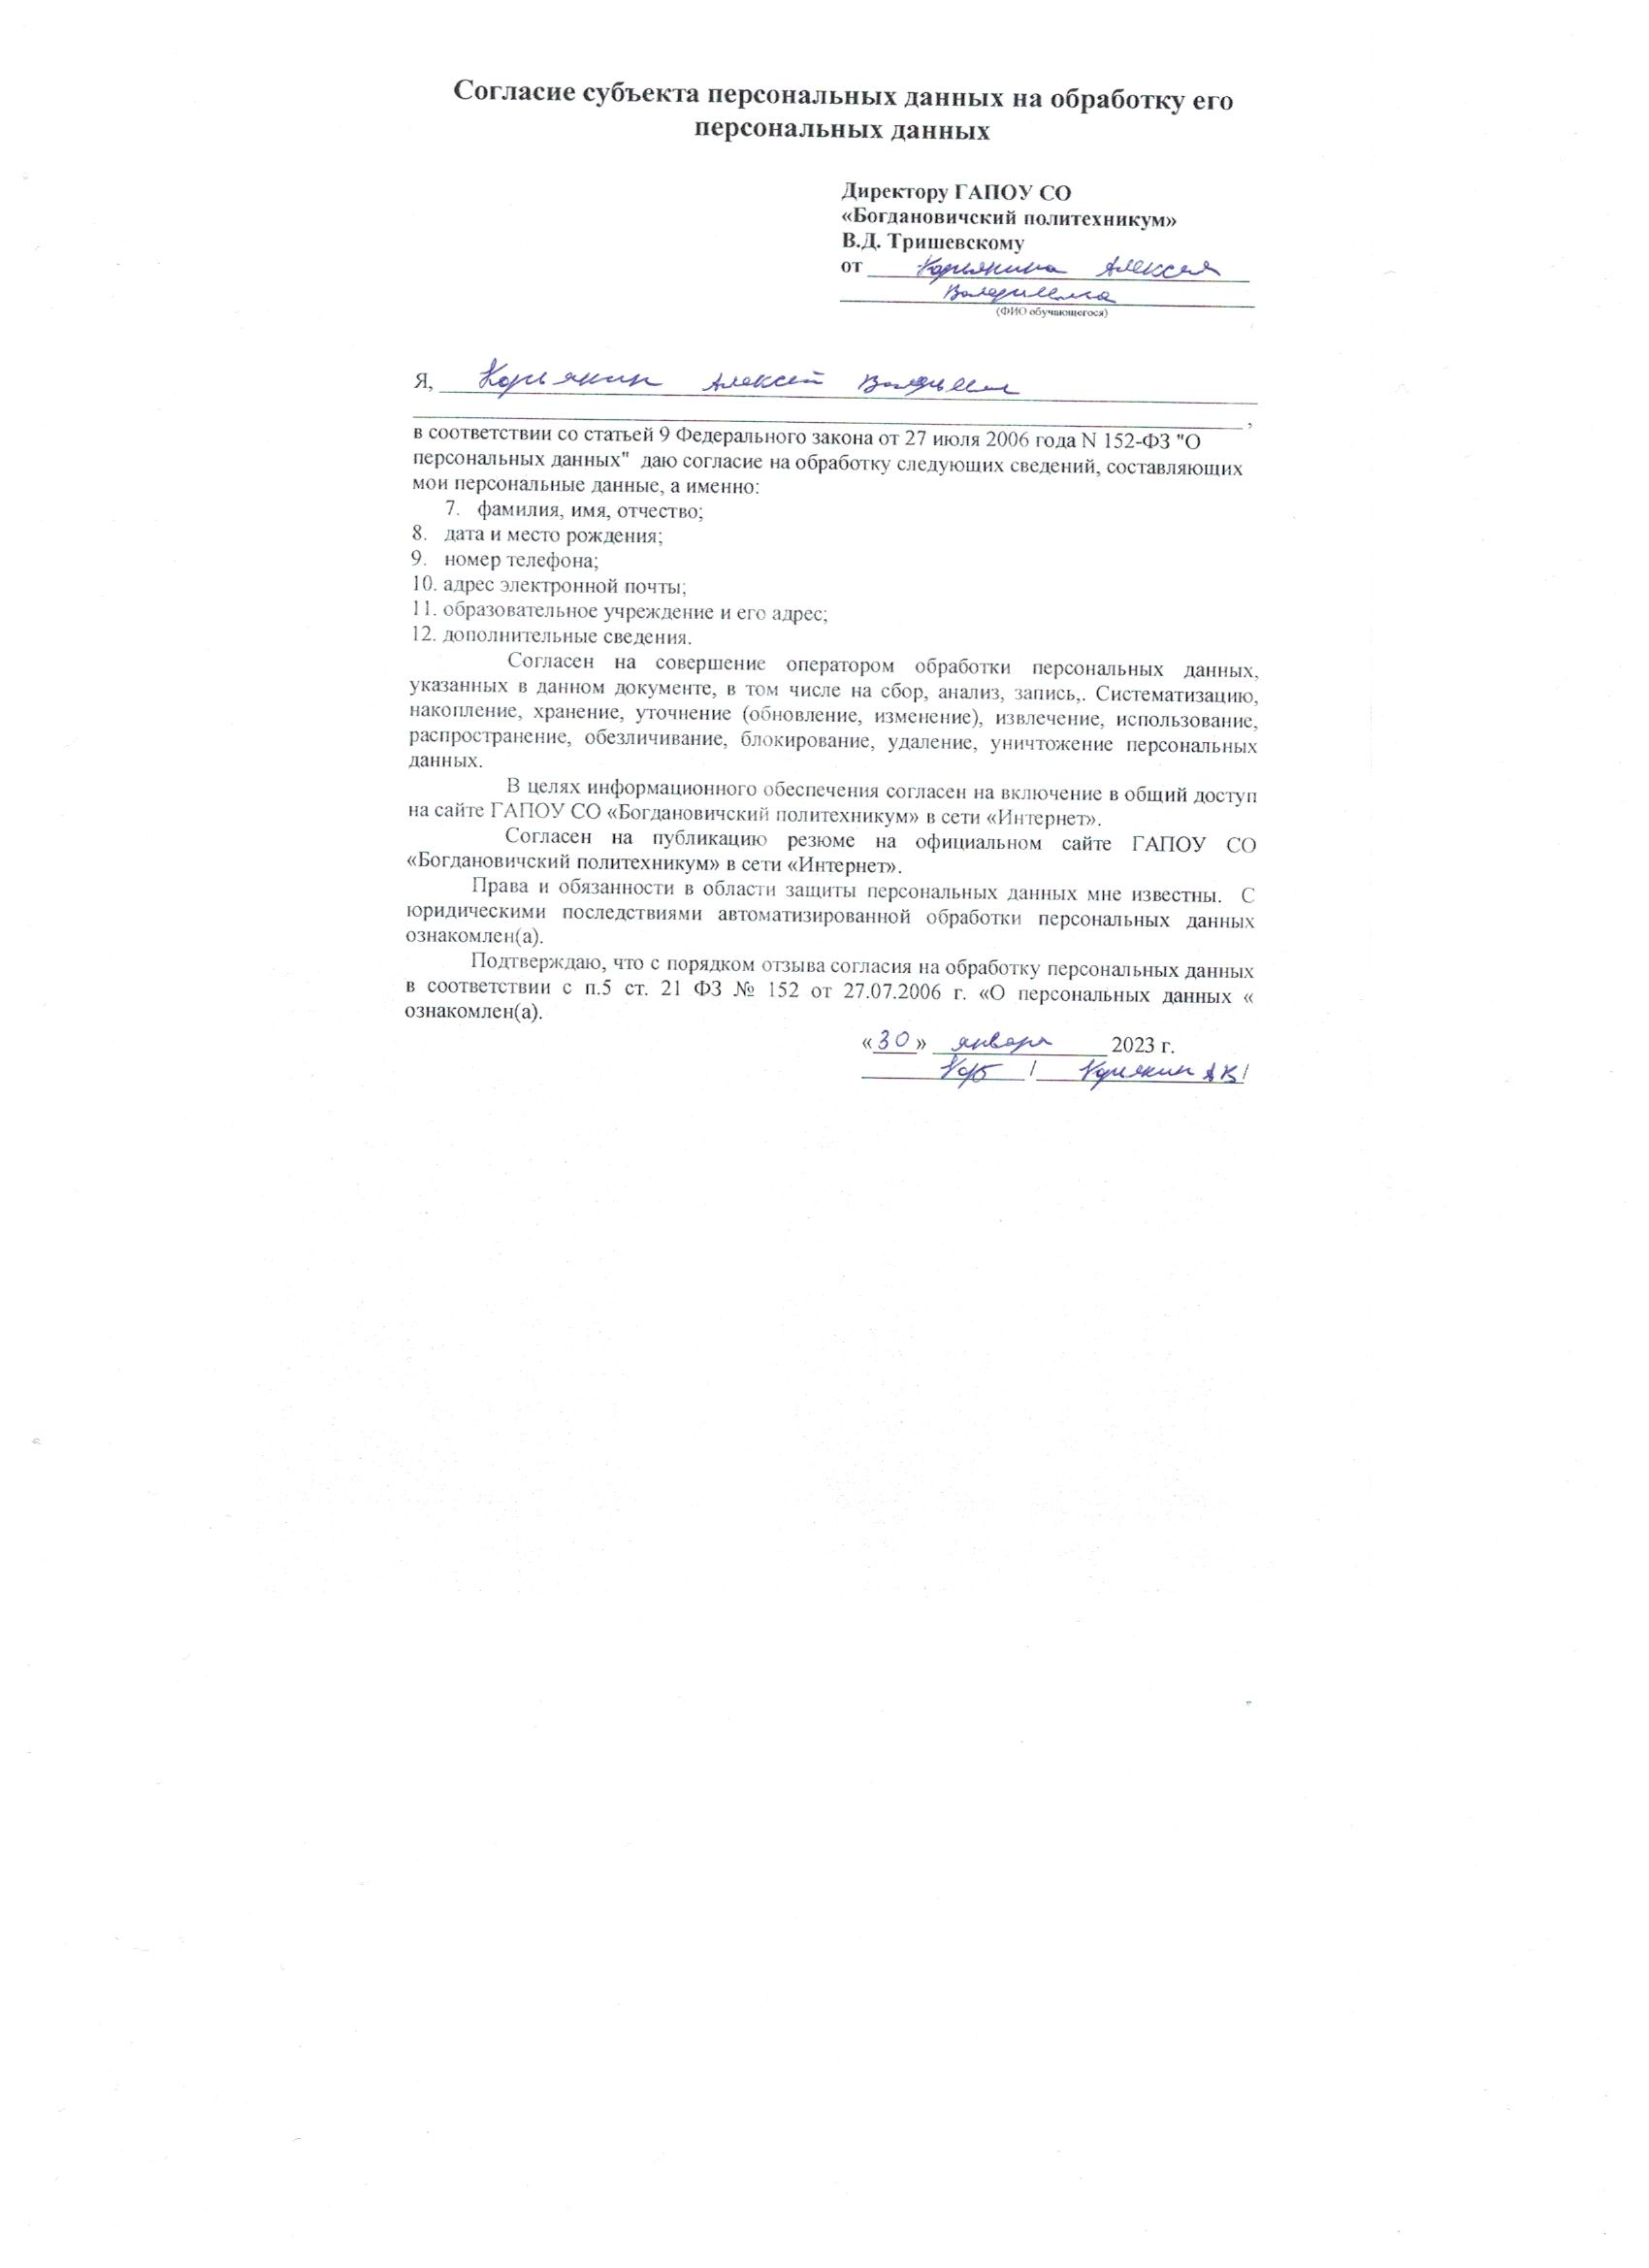 Согласие субъекта персональных данных на обработку его
персональных данных
Директору ГАПОУ СО
«Богдановичский политехникум»
В.Д. Тришевскому
от Корьякина Алексея
(ФИО обучающегося)
Я, Корьякин Алексей
,
в соответствии со статьей 9 Федерального закона от 27 июля 2006 года N 152-ФЗ "О
персональных данных" даю согласие на обработку следующих сведений, составляющих
мои персональные данные, а именно:
7. фамилия, имя, отчество;
8. дата и место рождения;
9. номер телефона;
10. адрес электронной почты;
11. образовательное учреждение и его адрес;
12. дополнительные сведения.
Согласен на совершение оператором обработки персональных данных,
указанных в данном документе, в том числе на сбор, анализ, запись,. Систематизацию,
накопление, хранение, уточнение (обновление, изменение), извлечение, использование,
распространение, обезличивание, блокирование, удаление, уничтожение персональных
данных.
В целях информационного обеспечения согласен на включение в общий доступ
на сайте ГАПОУ СО «Богдановичский политехникум» в сети «Интернет».
Согласен на публикацию резюме на официальном сайте ГАПОУ СО
«Богдановичский политехникум» в сети «Интернет».
Права и обязанности в области защиты персональных данных мне известны. С
юридическими последствиями автоматизированной обработки персональных данных
ознакомлен(а).
Подтверждаю, что с порядком отзыва согласия на обработку персональных данных
в соответствии с п.5 ст. 21 ФЗ № 152 от 27.07.2006 г. «О персональных данных «
ознакомлен(а).
«30» января 2023 г.
/ Корьякин АВ/